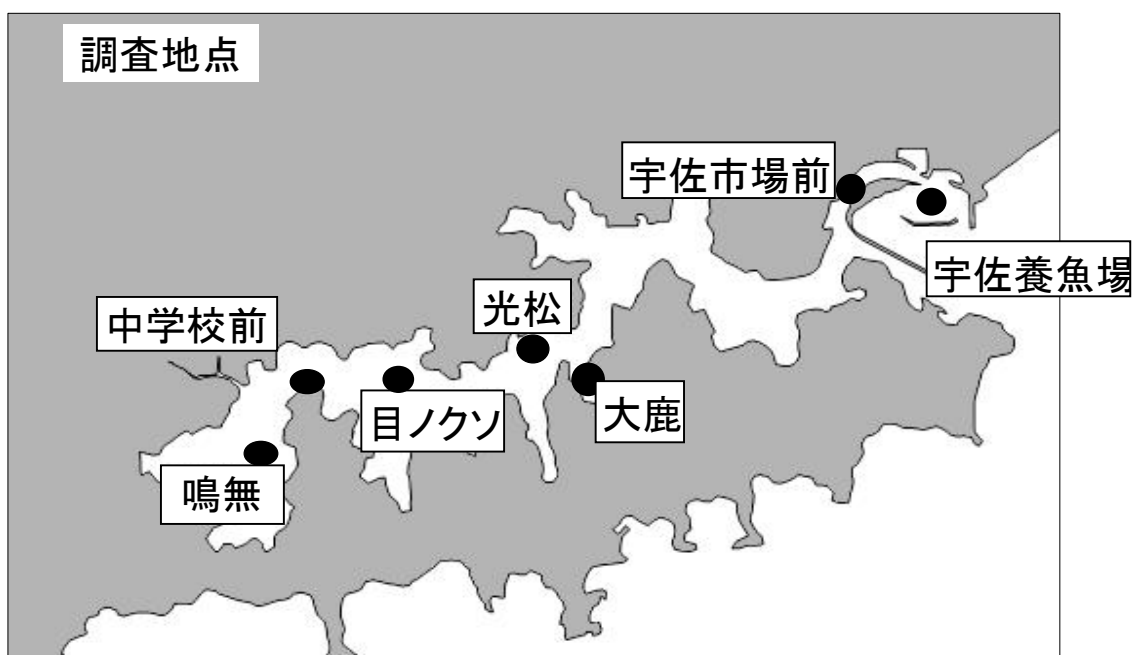 調査地点
宇佐市場前
宇佐養魚場
光松
中学校前
大鹿
目ノクソ
鳴無